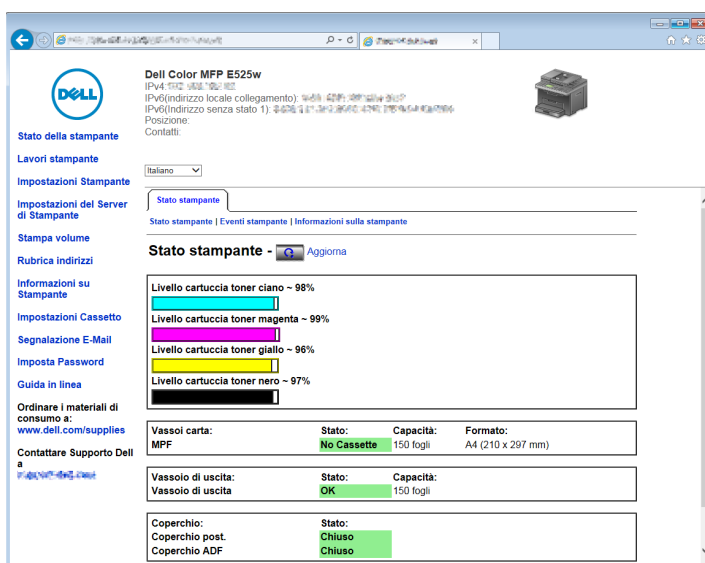 Dell Color MFP E525w
IPv4:
IPv6(indirizzo locale collegamento):
IPv6(Indirizzo senza stato 1):
Posizione:
Contatti:
DELL
Italiano
Stato della stampante
Lavori stampante
Impostazioni Stampante
Impostazioni del Server
di Stampante
Stampa volume
Rubrica indirizzi
Informazioni su
Stampante
Impostazioni Cassetto
Segnalazione E-Mail
Imposta Password
Guida in linea
Ordinare i materiali di
consumo a:
www.dell.com/supplies
Contattare Supporto Dell
a
Stato stampante
Stato stampante | Eventi stampante | Informazioni sulla stampante
Stato stampante - Aggiorna
Livello cartuccia toner ciano ~ 98%
Livello cartuccia toner magenta ~ 99%
Livello cartuccia toner giallo ~ 96%
Livello cartuccia toner nero ~ 97%
Vassoi carta: Stato: Capacità: Formato:
MPF No Cassette 150 fogli A4 (210 x 297 mm)
Vassoio di uscita: Stato: Capacità:
Vassoio di uscita OK 150 fogli
Coperchio: Stato:
Coperchio post. Chiuso
Coperchio ADF Chiuso